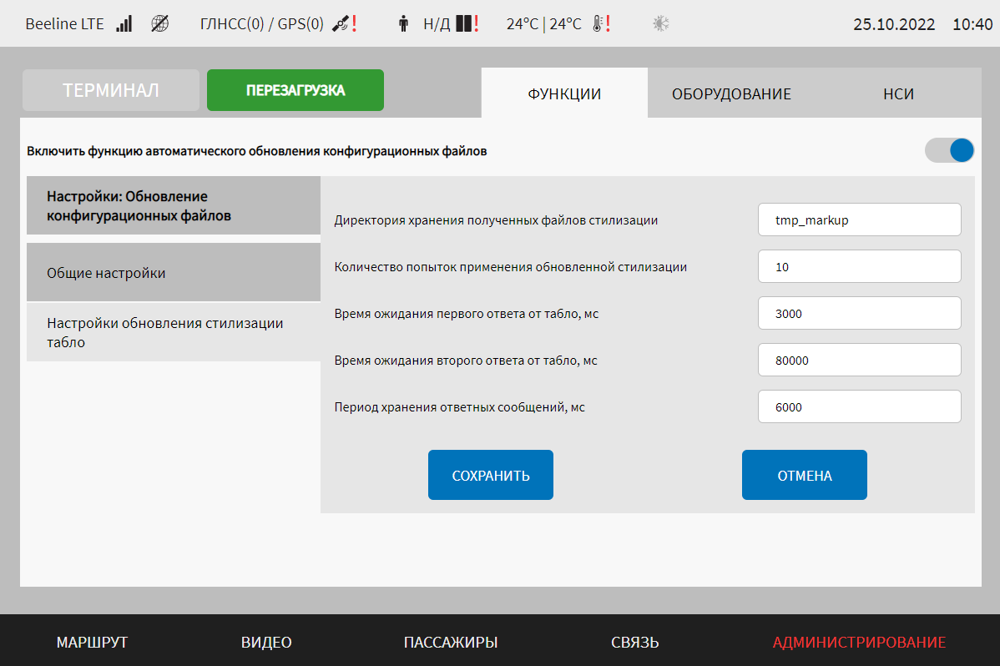 Beeline LTE ГЛНСС(0) / GPS(0) ! Н/Д ! 24°C | 24°C ! 25.10.2022 10:40
ТЕРМИНАЛ ПЕРЕЗАГРУЗКА ФУНКЦИИ ОБОРУДОВАНИЕ НСИ
Включить функцию автоматического обновления конфигурационных файлов
Настройки: Обновление
конфигурационных файлов
Общие настройки
Настройки обновления стилизации
табло
Директория хранения полученных файлов стилизации tmp_markup
Количество попыток применения обновленной стилизации 10
Время ожидания первого ответа от табло, мс 3000
Время ожидания второго ответа от табло, мс 80000
Период хранения ответных сообщений, мс 6000
СОХРАНИТЬ ОТМЕНА
МАРШРУТ ВИДЕО ПАССАЖИРЫ СВЯЗЬ АДМИНИСТРИРОВАНИЕ